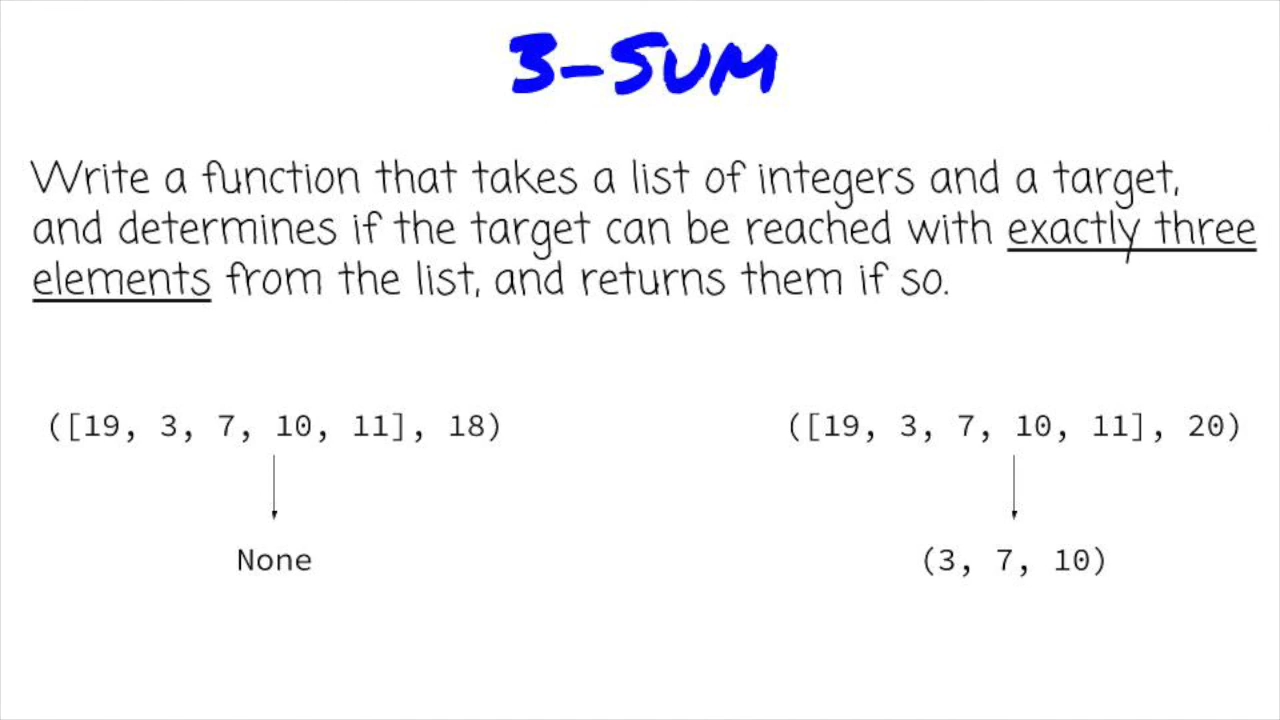 3-SUM
Write a function that takes a list of integers and a target,
and determines if the target can be reached with exactly three
elements from the list, and returns them if so.
([19, 3, 7, 10, 11], 18)
([19, 3, 7, 10, 11], 20)
None
(3, 7, 10)